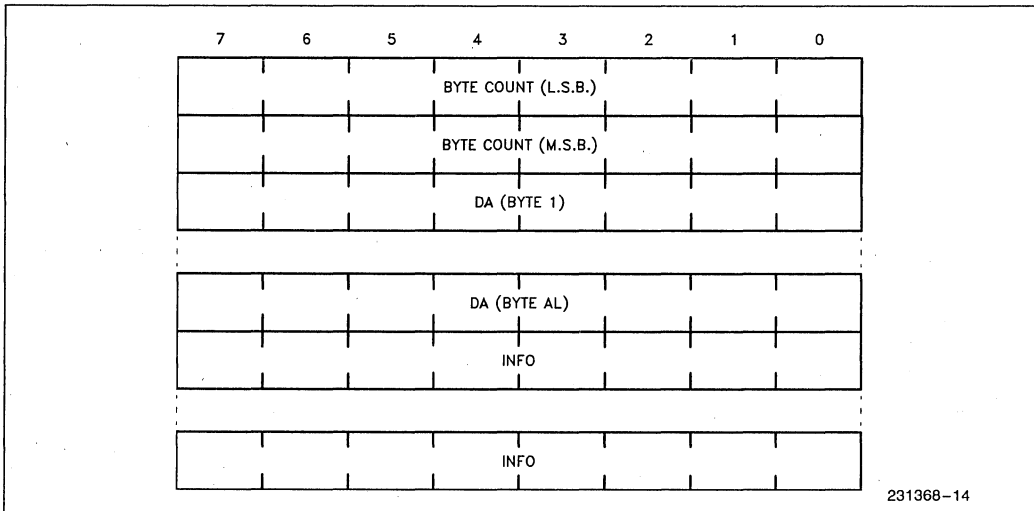 7 6 5 4 3 2 1 0
BYTE COUNT (L.S.B.)
BYTE COUNT (M.S.B.)
DA (BYTE 1)
DA (BYTE AL)
INFO
INFO
231368-14